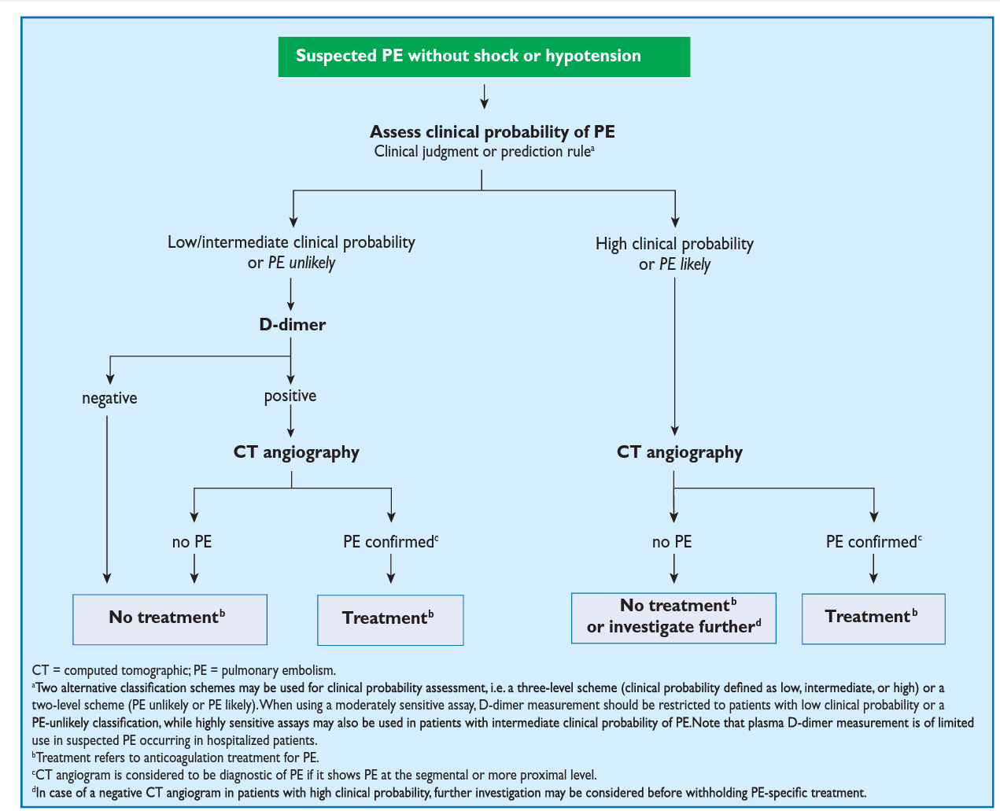 Suspected PE without shock or hypotension
Assess clinical probability of PE
Clinical judgment or prediction ruleᵃ
Low/intermediate clinical probability
or PE unlikely
High clinical probability
or PE likely
D-dimer
negative
positive
CT angiography
CT angiography
no PE
PE confirmedᶜ
no PE
PE confirmedᶜ
No treatmentᵇ
Treatmentᵇ
No treatmentᵇ
or investigate furtherᵈ
Treatmentᵇ
CT = computed tomographic; PE = pulmonary embolism.
ᵃTwo alternative classification schemes may be used for clinical probability assessment, i.e. a three-level scheme (clinical probability defined as low, intermediate, or high) or a
two-level scheme (PE unlikely or PE likely). When using a moderately sensitive assay, D-dimer measurement should be restricted to patients with low clinical probability or a
PE-unlikely classification, while highly sensitive assays may also be used in patients with intermediate clinical probability of PE. Note that plasma D-dimer measurement is of limited
use in suspected PE occurring in hospitalized patients.
ᵇTreatment refers to anticoagulation treatment for PE.
ᶜCT angiogram is considered to be diagnostic of PE if it shows PE at the segmental or more proximal level.
ᵈIn case of a negative CT angiogram in patients with high clinical probability, further investigation may be considered before withholding PE-specific treatment.